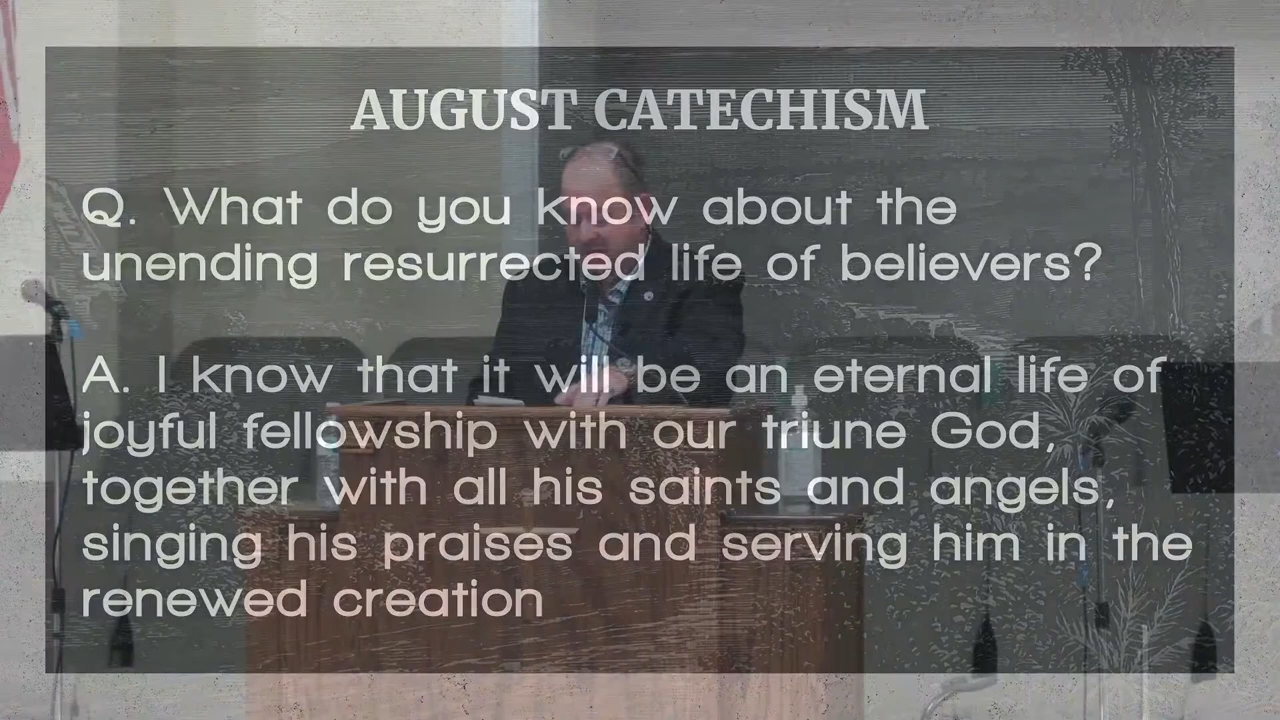 AUGUST CATECHISM
Q. What do you know about the
unending resurrected life of believers?
A. I know that it will be an eternal life of
joyful fellowship with our triune God,
together with all his saints and angels,
singing his praises and serving him in the
renewed creation